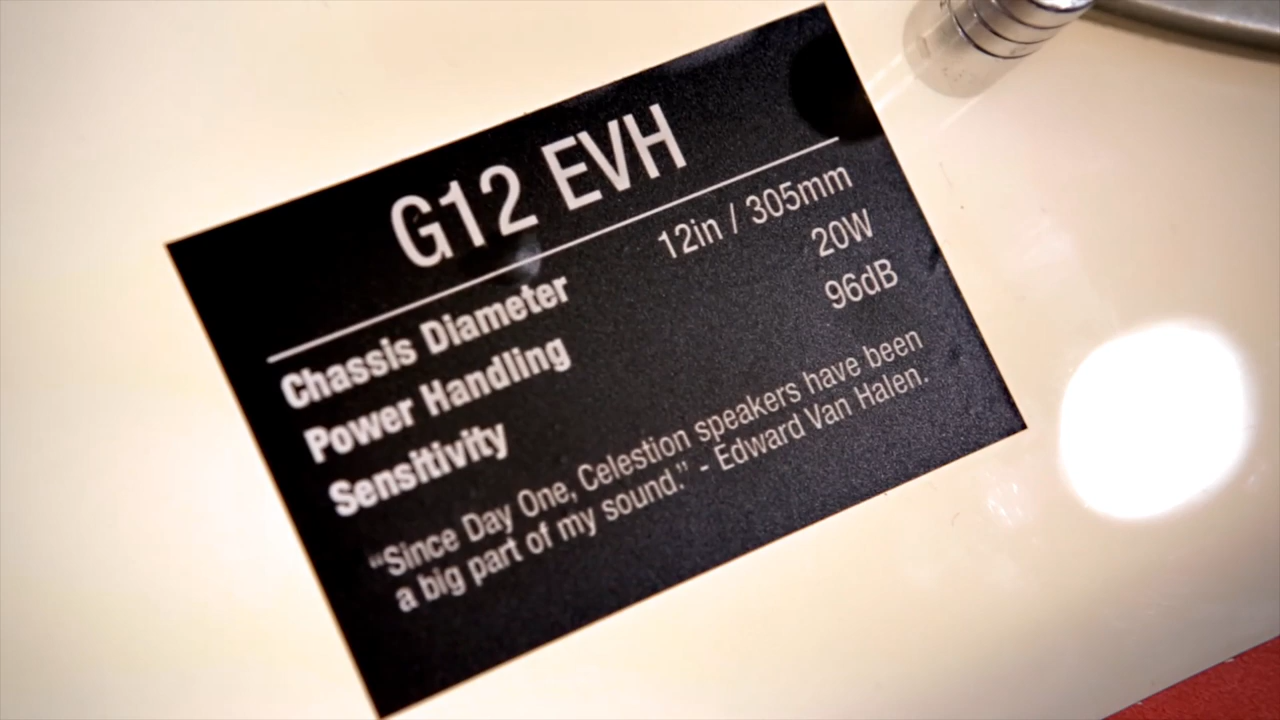 G12 EVH
Chassis Diameter 12in / 305mm
Power Handling 20W
Sensitivity 96dB
“Since Day One, Celestion speakers have been
a big part of my sound.” - Edward Van Halen.